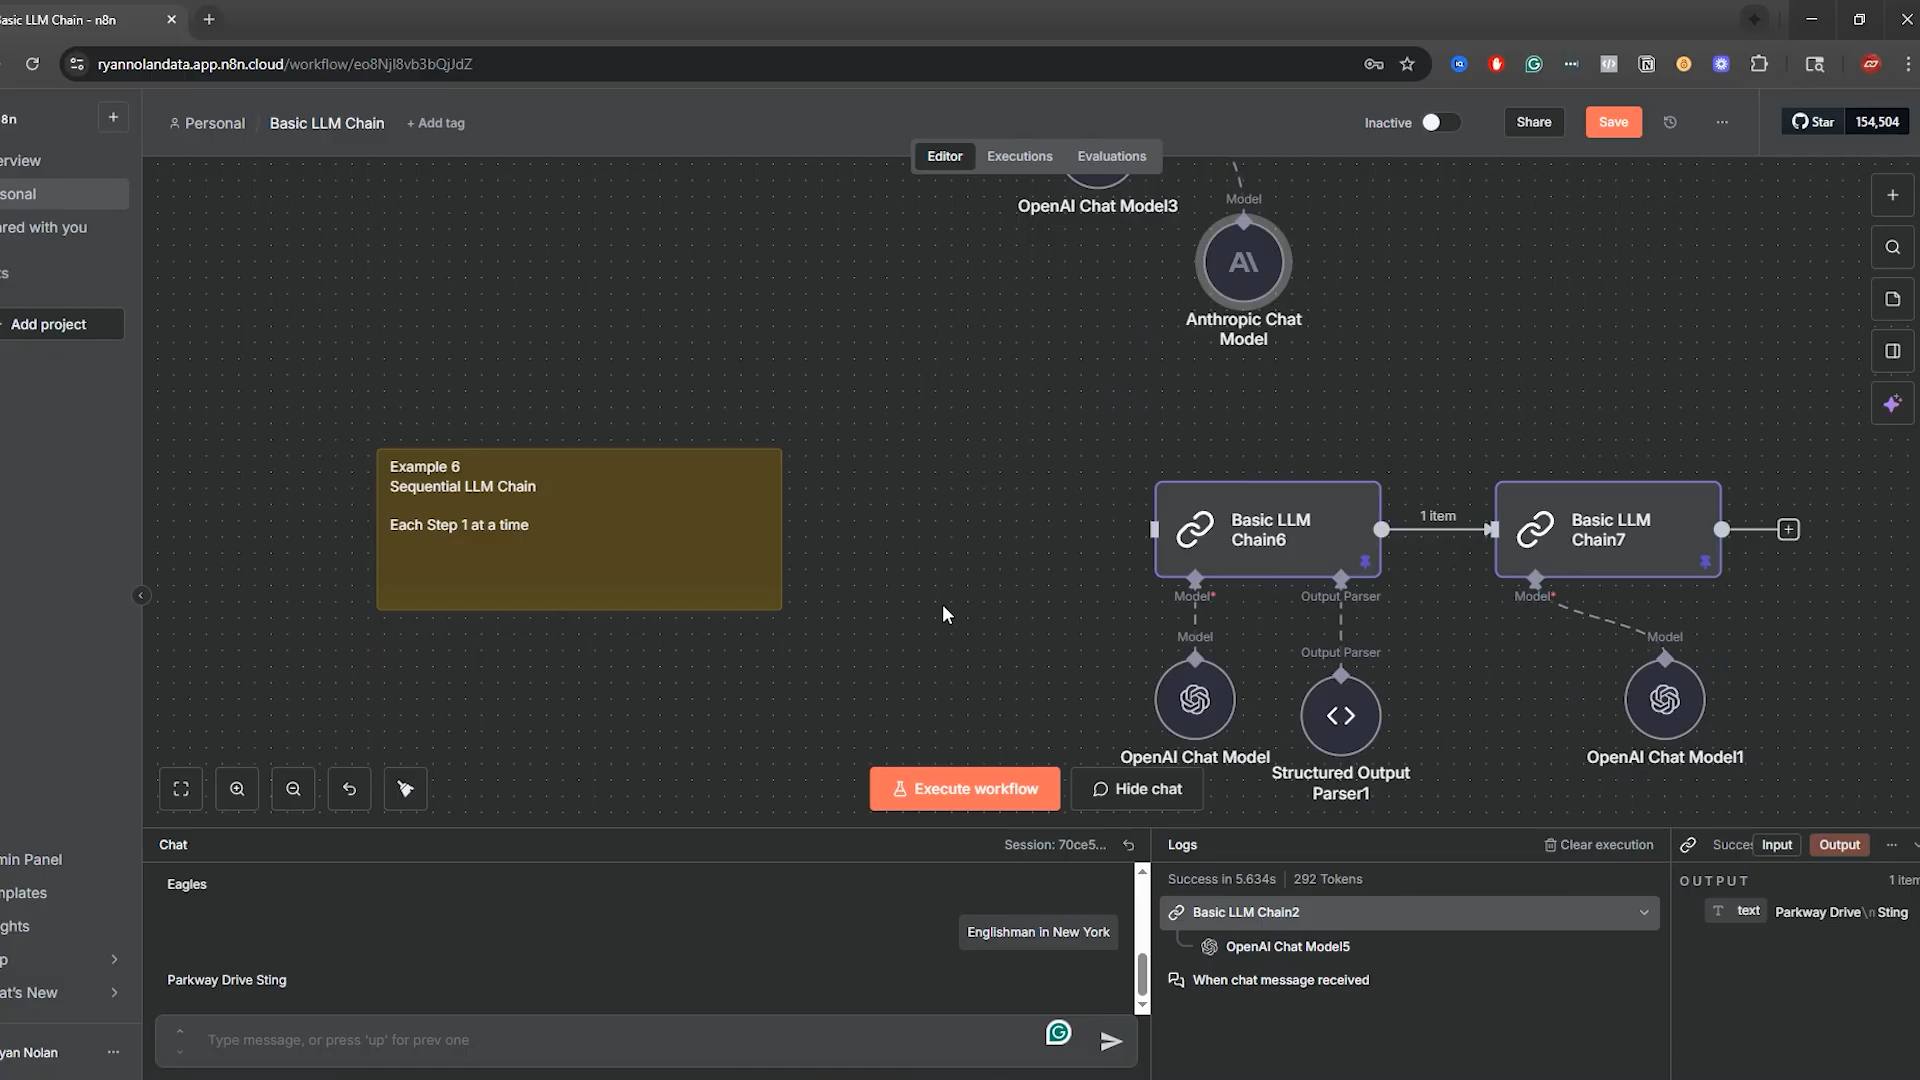 asic LLM Chain - n8n
ryannolandata.app.n8n.cloud/workflow/eo8Njl8vb3bQjJdZ
8n
Personal
Basic LLM Chain
+ Add tag
Inactive
Share
Save
Star
154,504
Editor
Executions
Evaluations
erview
sonal
ared with you
ts
Add project
OpenAI Chat Model3
Model
Anthropic Chat
Model
Example 6
Sequential LLM Chain
Each Step 1 at a time
Basic LLM
Chain6
1 item
Basic LLM
Chain7
Model*
Output Parser
Model*
Model
Output Parser
Model
OpenAI Chat Model
Structured Output
Parser1
OpenAI Chat Model1
Execute workflow
Hide chat
min Panel
mplates
ights
p
at's New
yan Nolan
Chat
Session: 70ce5...
Eagles
Englishman in New York
Parkway Drive Sting
Type message, or press 'up' for prev one
Logs
Clear execution
Success in 5.634s
292 Tokens
Basic LLM Chain2
OpenAI Chat Model5
When chat message received
Succe
Input
Output
OUTPUT
1 item
text
Parkway Drive\n Sting